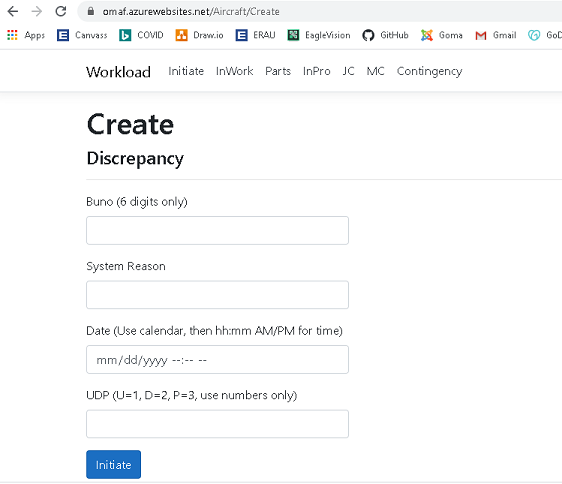 omaf.azurewebsites.net/Aircraft/Create
Apps Canvass COVID Draw.io ERAU EagleVision GitHub Goma Gmail GoD
Workload Initiate InWork Parts InPro JC MC Contingency
Create
Discrepancy
Buno (6 digits only)
System Reason
Date (Use calendar, then hh:mm AM/PM for time)
mm/dd/yyyy --:-- --
UDP (U=1, D=2, P=3, use numbers only)
Initiate